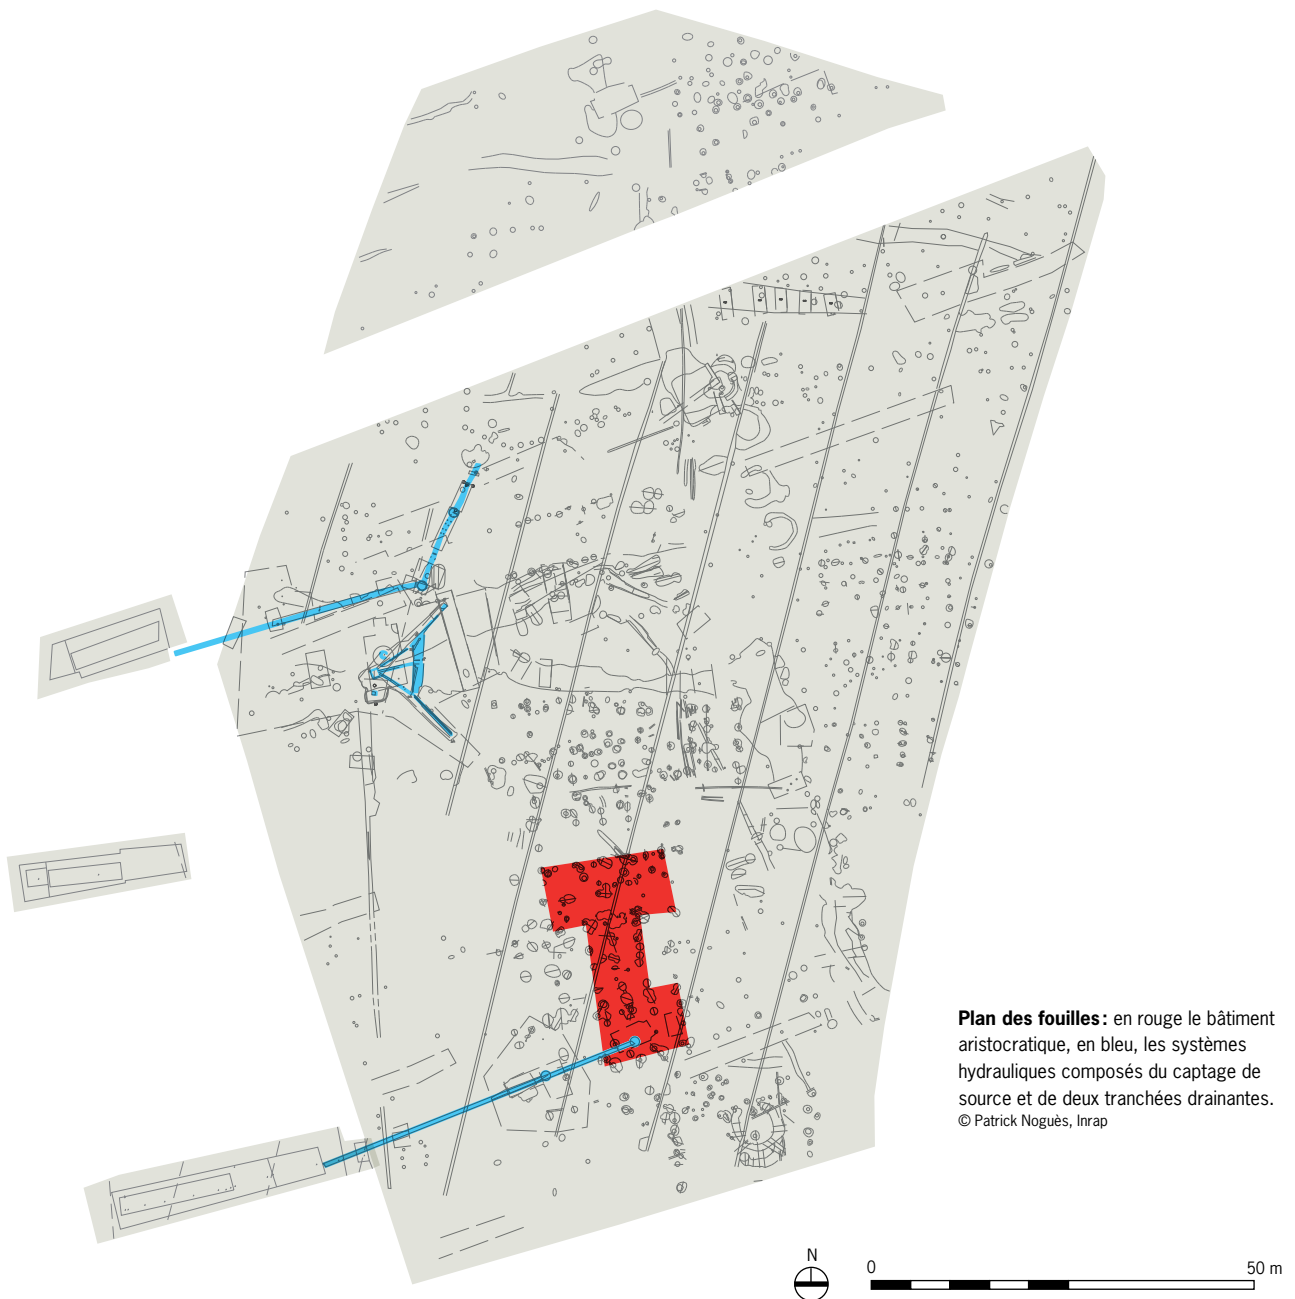 Plan des fouilles : en rouge le bâtiment
aristocratique, en bleu, les systèmes
hydrauliques composés du captage de
source et de deux tranchées drainantes.
© Patrick Noguès, Inrap
N
0 50 m